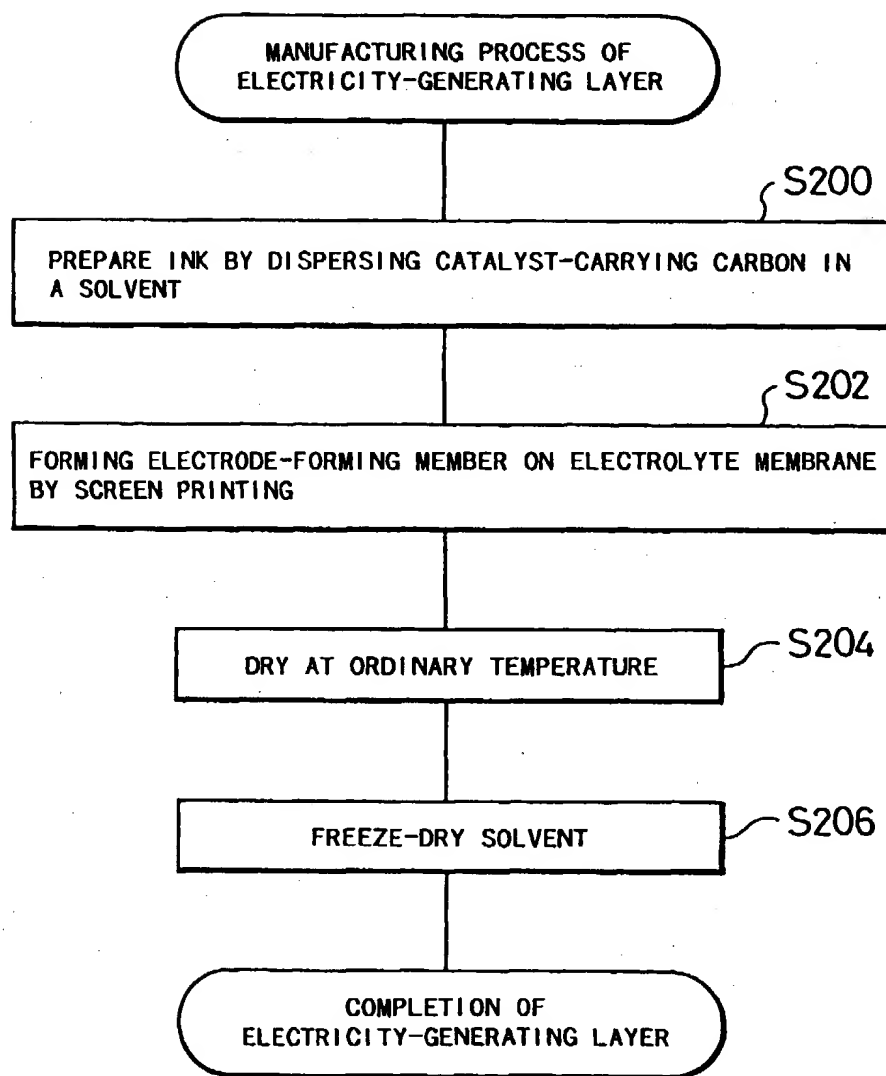 MANUFACTURING PROCESS OF
ELECTRICITY-GENERATING LAYER
S200
PREPARE INK BY DISPERSING CATALYST-CARRYING CARBON IN
A SOLVENT
S202
FORMING ELECTRODE-FORMING MEMBER ON ELECTROLYTE MEMBRANE
BY SCREEN PRINTING
S204
DRY AT ORDINARY TEMPERATURE
S206
FREEZE-DRY SOLVENT
COMPLETION OF
ELECTRICITY-GENERATING LAYER